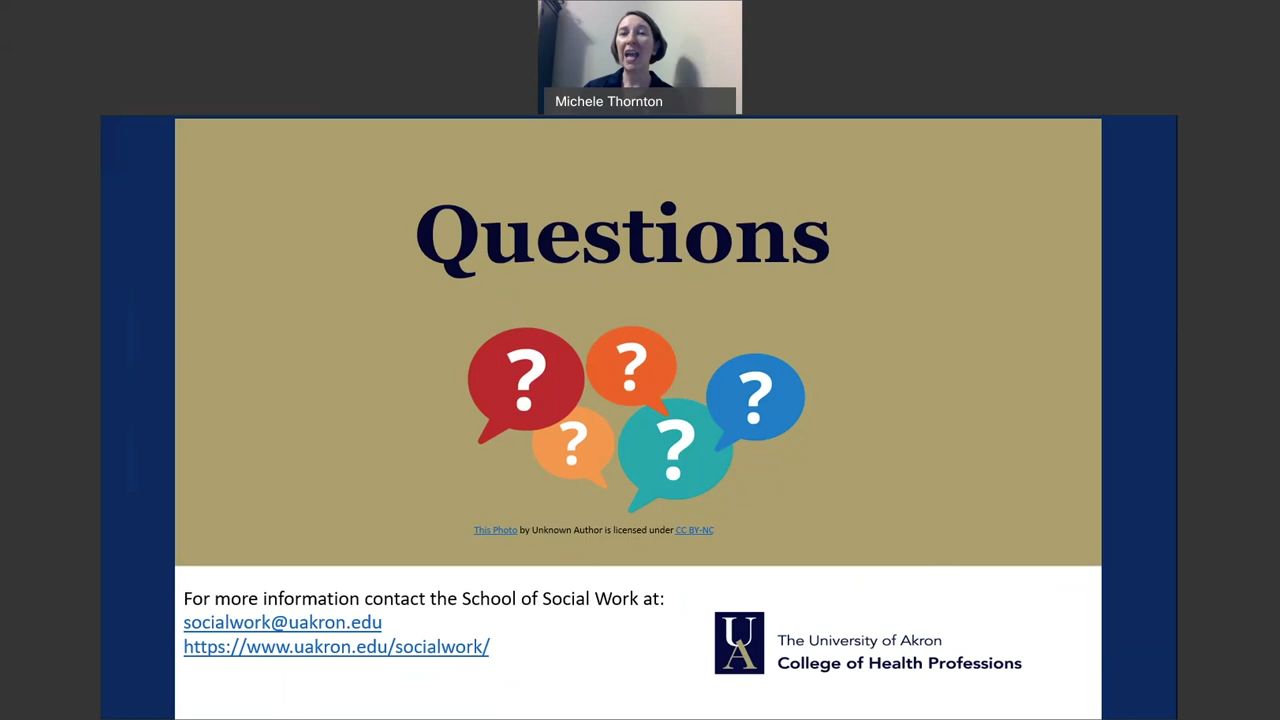 Michele Thornton
Questions
?
?
?
?
?
This Photo by Unknown Author is licensed under CC BY-NC
For more information contact the School of Social Work at:
socialwork@uakron.edu
https://www.uakron.edu/socialwork/
UA
The University of Akron
College of Health Professions